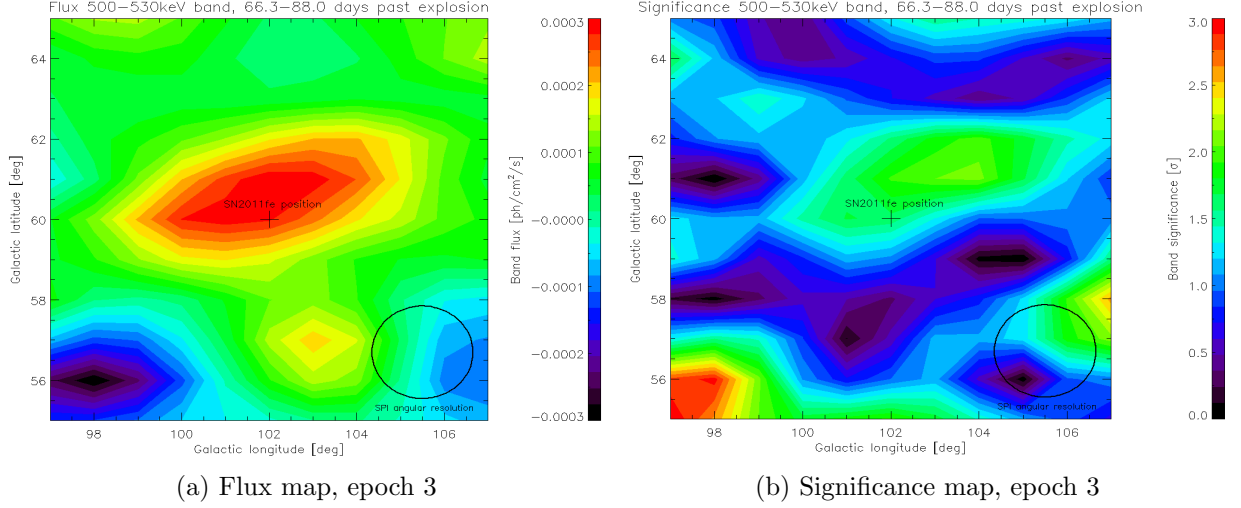 Flux 500–530keV band, 66.3–88.0 days past explosion
Galactic latitude [deg]
64
62
60
58
56
SN2011fe position
SPI angular resolution
98
100
102
104
106
Galactic longitude [deg]
Band flux [ph/cm²/s]
0.0003
0.0002
0.0001
−0.0000
−0.0001
−0.0002
−0.0003
(a) Flux map, epoch 3
Significance 500–530keV band, 66.3–88.0 days past explosion
Galactic latitude [deg]
64
62
60
58
56
SN2011fe position
SPI angular resolution
98
100
102
104
106
Galactic longitude [deg]
Band significance [σ]
3.0
2.5
2.0
1.5
1.0
0.5
0.0
(b) Significance map, epoch 3